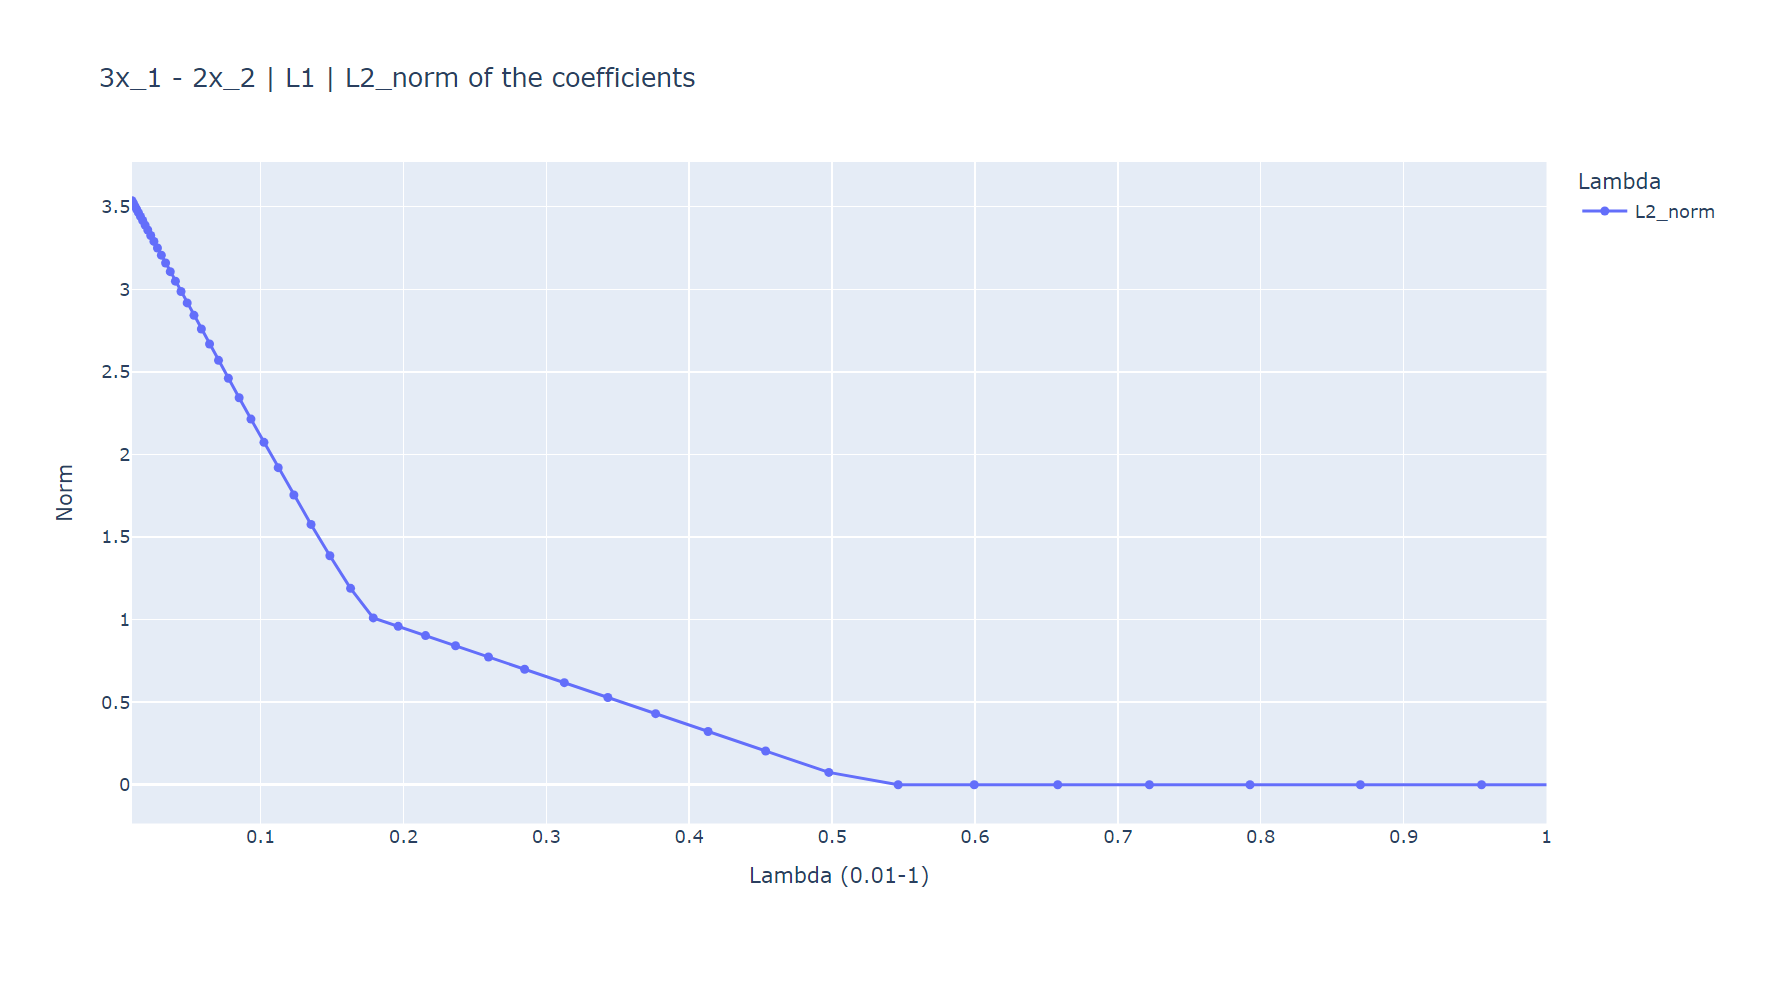 3x_1 - 2x_2 | L1 | L2_norm of the coefficients
Lambda
L2_norm
Norm
3.5
3
2.5
2
1.5
1
0.5
0
0.1 0.2 0.3 0.4 0.5 0.6 0.7 0.8 0.9 1
Lambda (0.01-1)